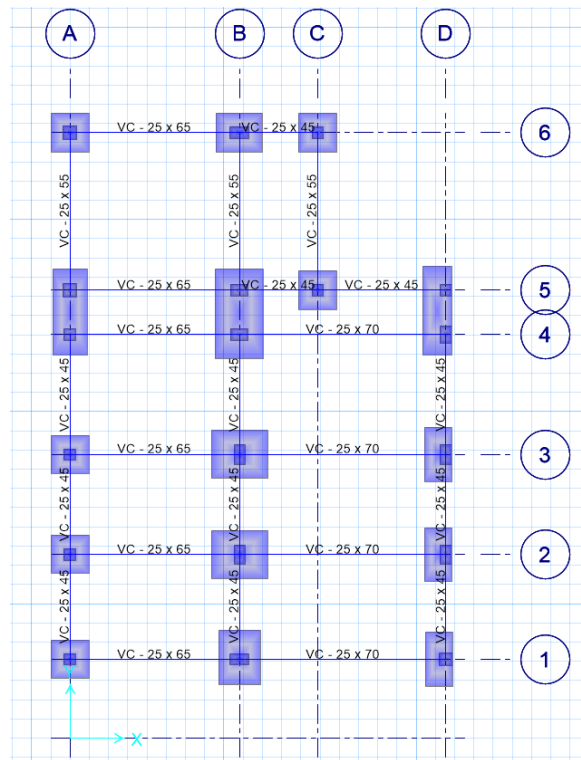 A B C D
VC - 25 x 65 VC - 25 x 45 6
VC - 25 x 55 VC - 25 x 55 VC - 25 x 55
VC - 25 x 65 VC - 25 x 45 VC - 25 x 45 5
VC - 25 x 65 VC - 25 x 70 4
VC - 25 x 45 VC - 25 x 45 VC - 25 x 45
VC - 25 x 65 VC - 25 x 70 3
VC - 25 x 45 VC - 25 x 45 VC - 25 x 45
VC - 25 x 65 VC - 25 x 70 2
VC - 25 x 45 VC - 25 x 45 VC - 25 x 45
VC - 25 x 65 VC - 25 x 70 1
Y
X